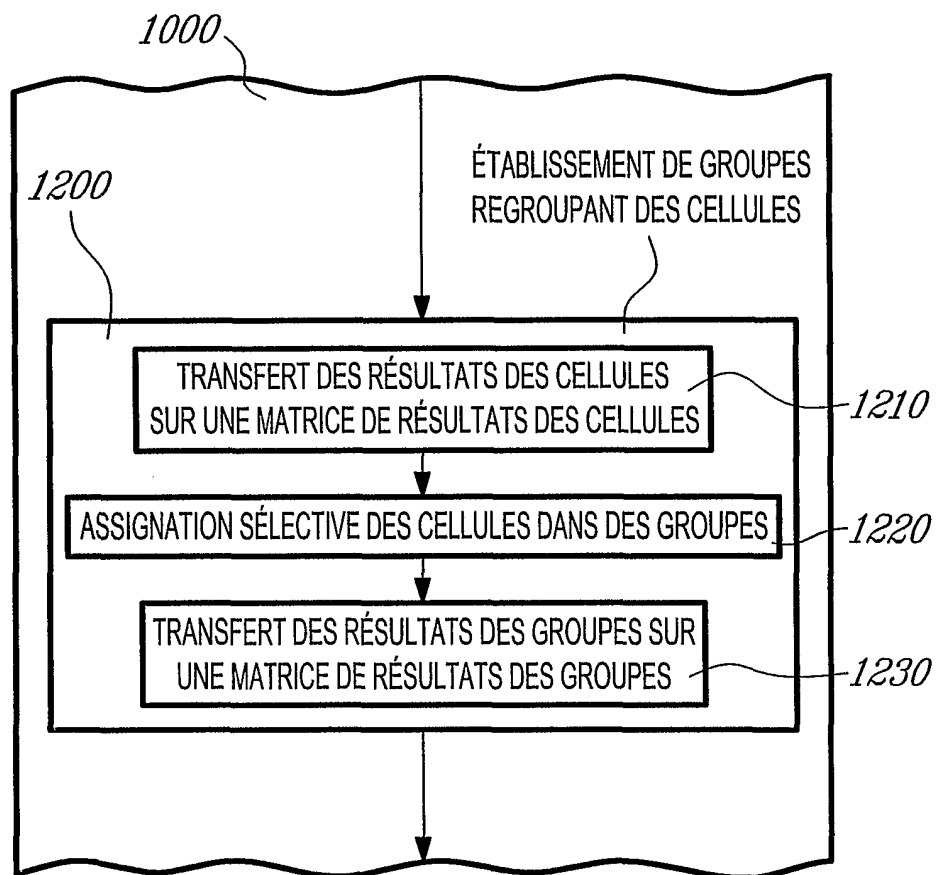 1000
ÉTABLISSEMENT DE GROUPES
REGROUPANT DES CELLULES
1200
TRANSFERT DES RÉSULTATS DES CELLULES
SUR UNE MATRICE DE RÉSULTATS DES CELLULES
1210
ASSIGNATION SÉLECTIVE DES CELLULES DANS DES GROUPES
1220
TRANSFERT DES RÉSULTATS DES GROUPES SUR
UNE MATRICE DE RÉSULTATS DES GROUPES
1230